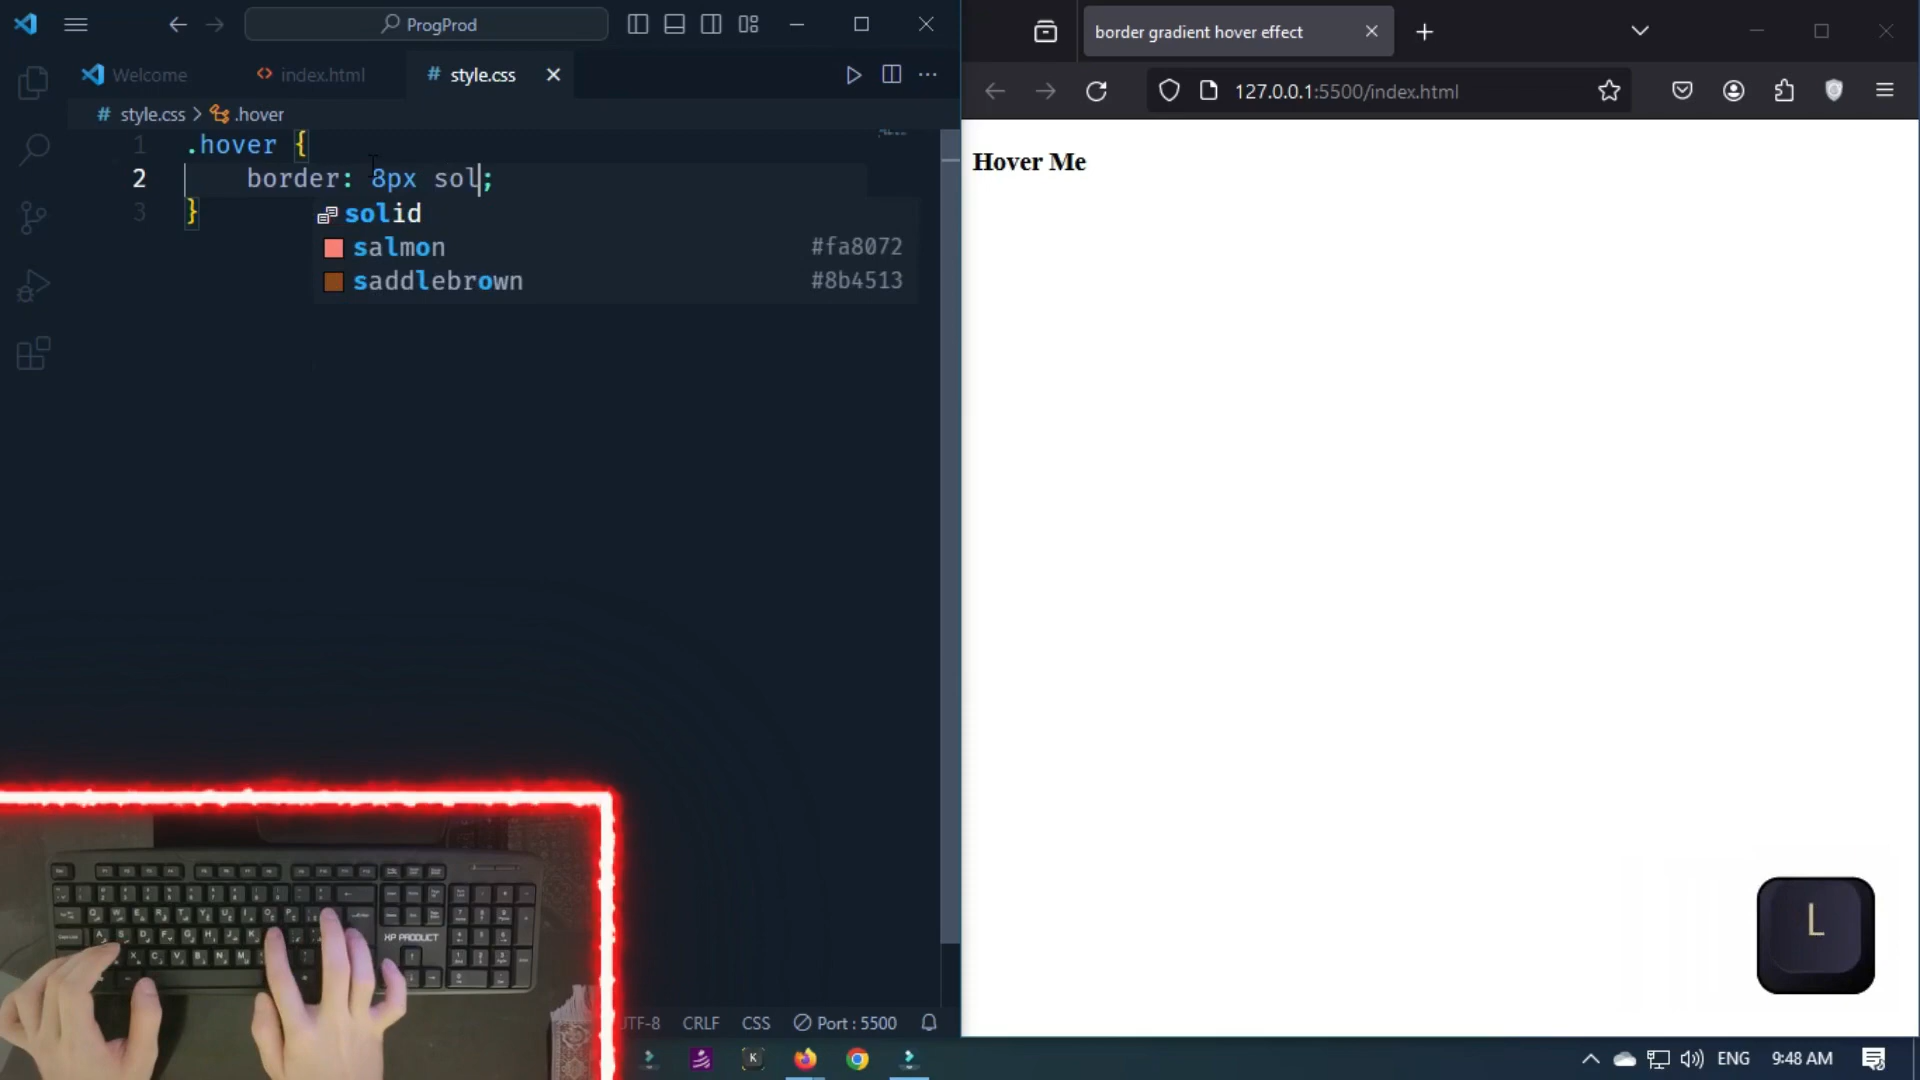 ProgProd
Welcome
index.html
# style.css
# style.css > .hover
1 .hover {
2 border: 8px sol;
3 }
solid
salmon #fa8072
saddlebrown #8b4513
UTF-8 CRLF CSS Port : 5500
border gradient hover effect
127.0.0.1:5500/index.html
Hover Me
L
XP PRODUCT
K
ENG 9:48 AM